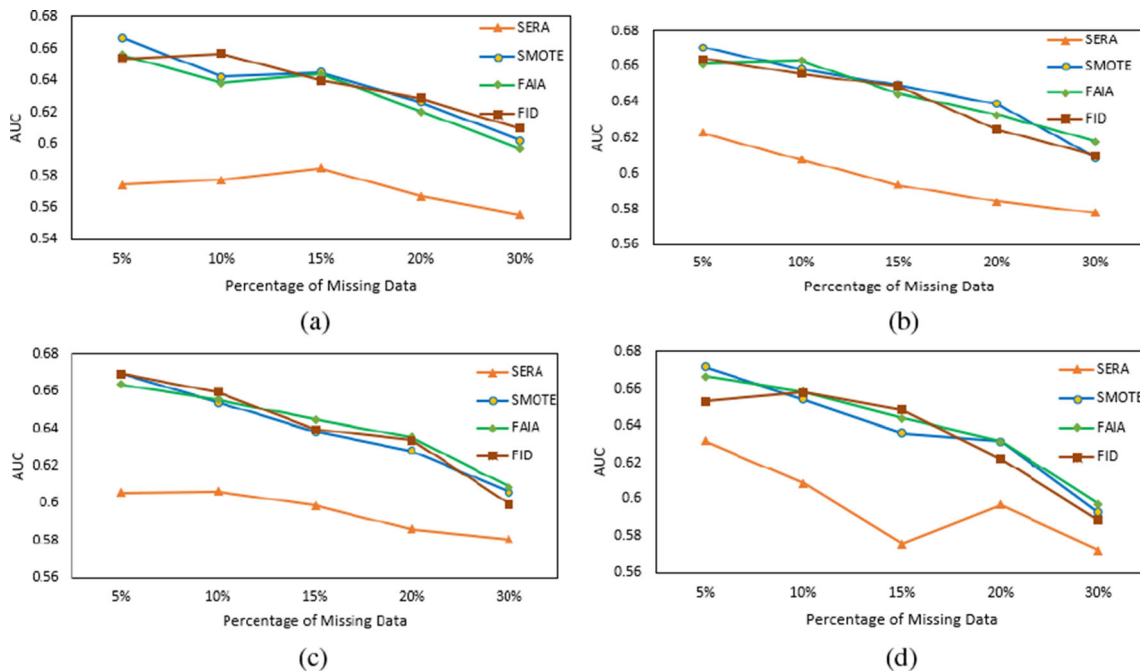 0.68
0.66
0.64
0.62
0.6
0.58
0.56
0.54
AUC
5% 10% 15% 20% 30%
Percentage of Missing Data
SERA
SMOTE
FAIA
FID
(a)
0.68
0.66
0.64
0.62
0.6
0.58
0.56
AUC
5% 10% 15% 20% 30%
Percentage of Missing Data
SERA
SMOTE
FAIA
FID
(b)
0.68
0.66
0.64
0.62
0.6
0.58
0.56
AUC
5% 10% 15% 20% 30%
Percentage of Missing Data
SERA
SMOTE
FAIA
FID
(c)
0.68
0.66
0.64
0.62
0.6
0.58
0.56
AUC
5% 10% 15% 20% 30%
Percentage of Missing Data
SERA
SMOTE
FAIA
FID
(d)